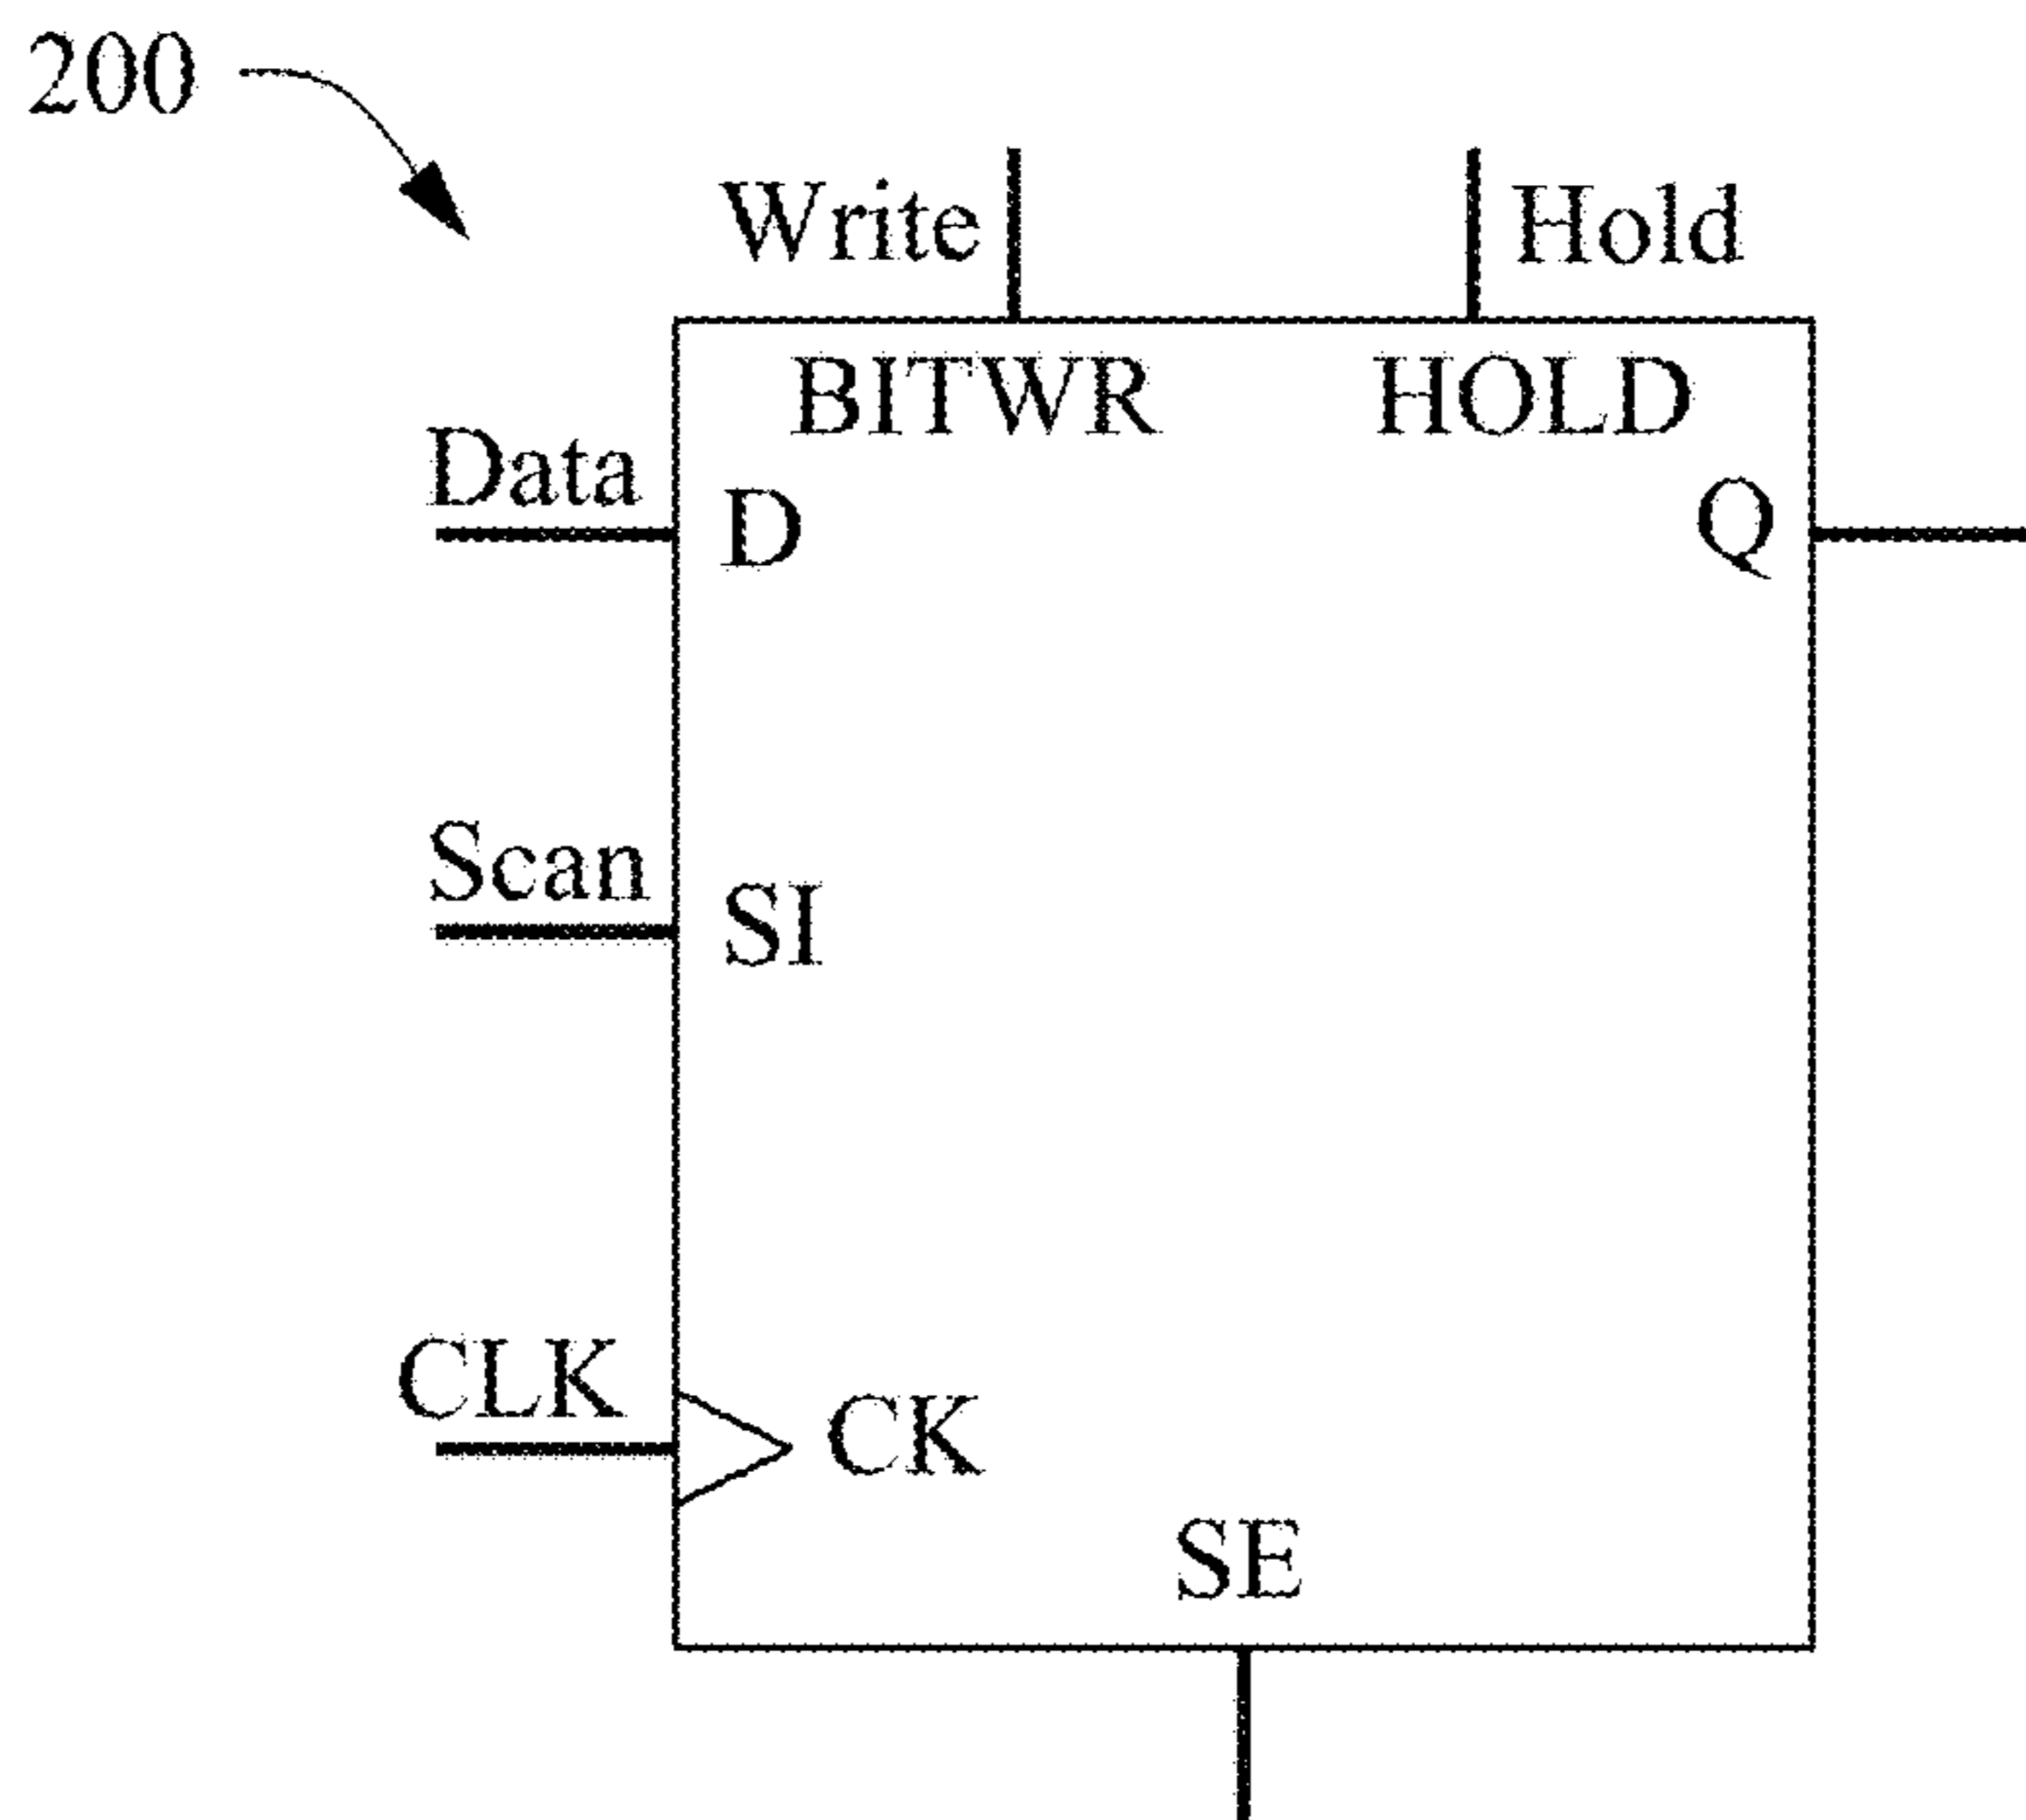 200
Write
Hold
BITWR
HOLD
Data
D
Q
Scan
SI
CLK
CK
SE